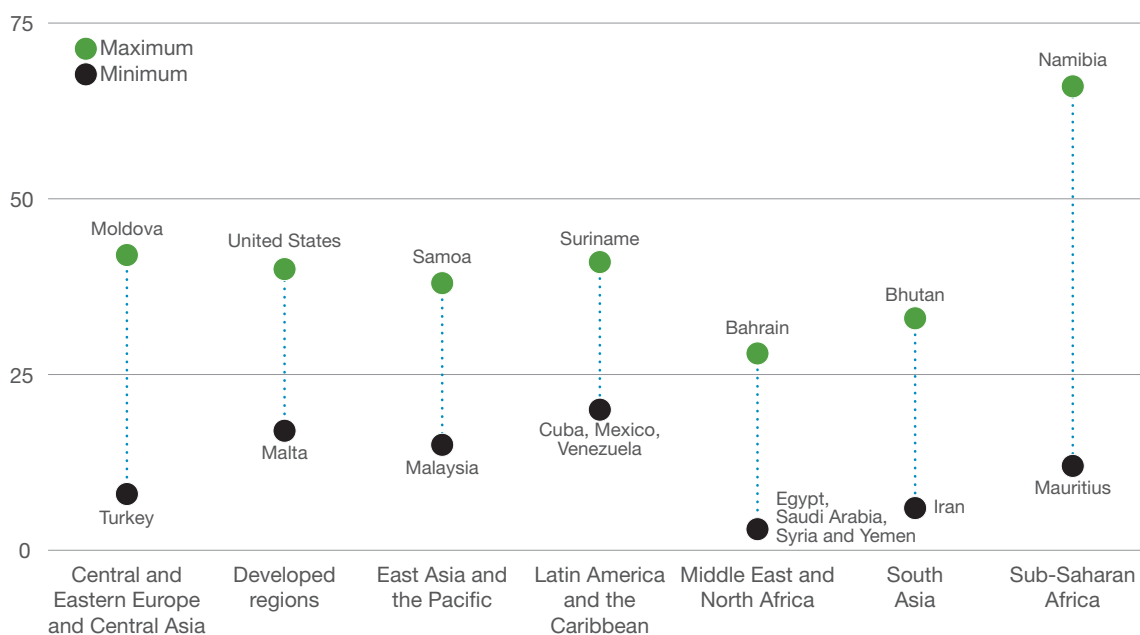 75
Maximum
Minimum
Namibia
50
Moldova
United States
Samoa
Suriname
Bhutan
Bahrain
25
Malta
Malaysia
Cuba, Mexico,
Venezuela
Turkey
Egypt,
Saudi Arabia,
Syria and Yemen
Iran
Mauritius
0
Central and
Eastern Europe
and Central Asia
Developed
regions
East Asia and
the Pacific
Latin America
and the
Caribbean
Middle East and
North Africa
South
Asia
Sub-Saharan
Africa